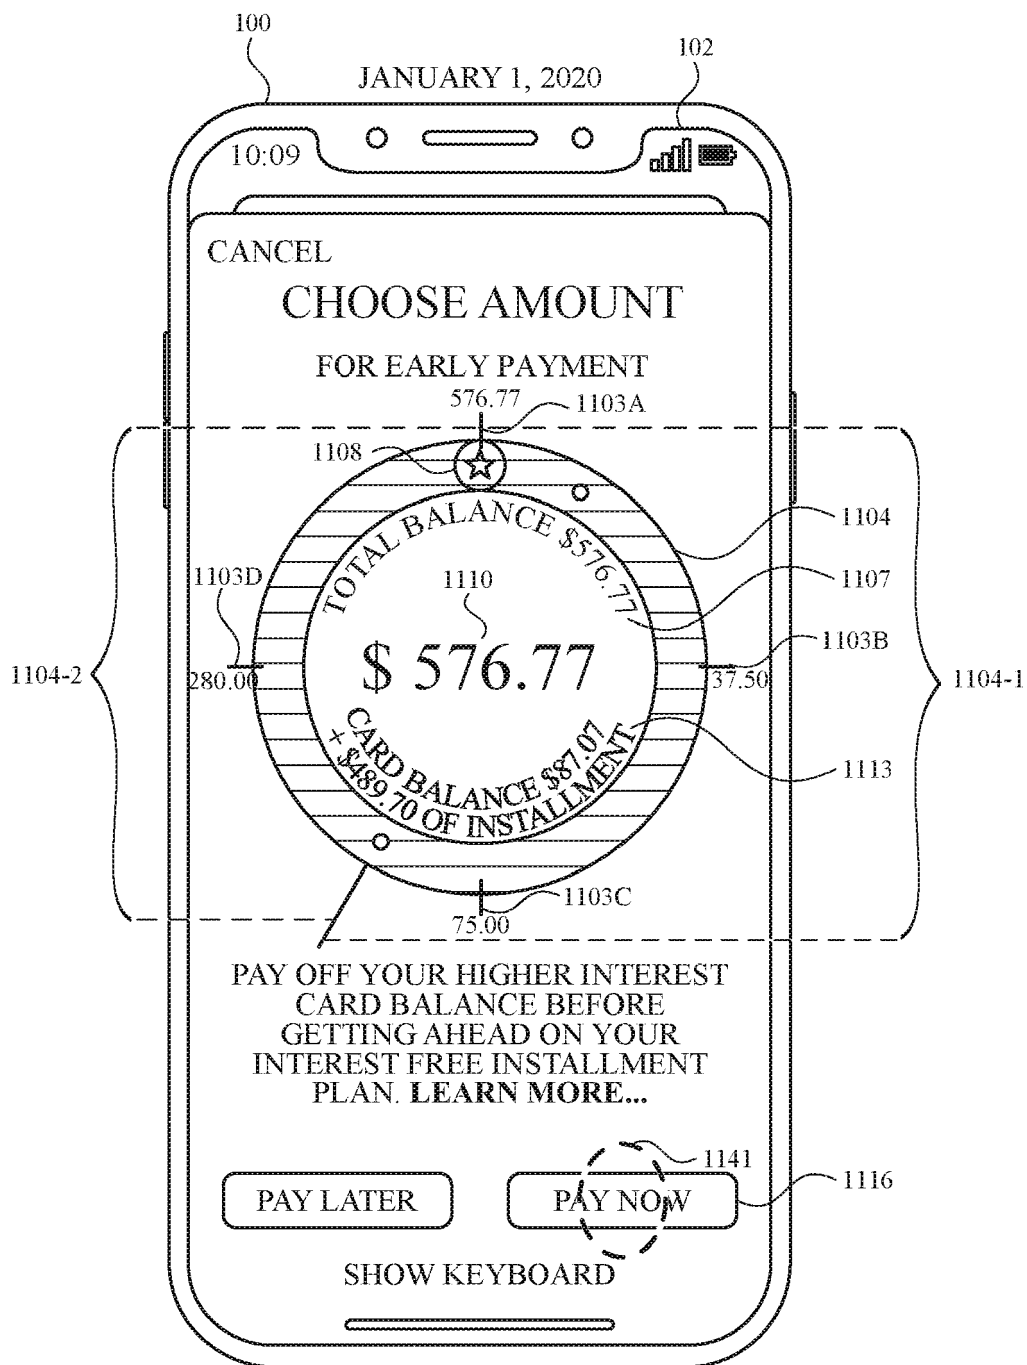 100
102
JANUARY 1, 2020
10:09
CANCEL
CHOOSE AMOUNT
FOR EARLY PAYMENT
576.77
1103A
1108
1104
TOTAL BALANCE $576.77
1107
1103D
1110
1103B
$ 576.77
280.00
37.50
1104-2
1104-1
CARD BALANCE $87.07
+ $489.70 OF INSTALLMENT
1113
1103C
75.00
PAY OFF YOUR HIGHER INTEREST
CARD BALANCE BEFORE
GETTING AHEAD ON YOUR
INTEREST FREE INSTALLMENT
PLAN. LEARN MORE...
1141
1116
PAY LATER
PAY NOW
SHOW KEYBOARD